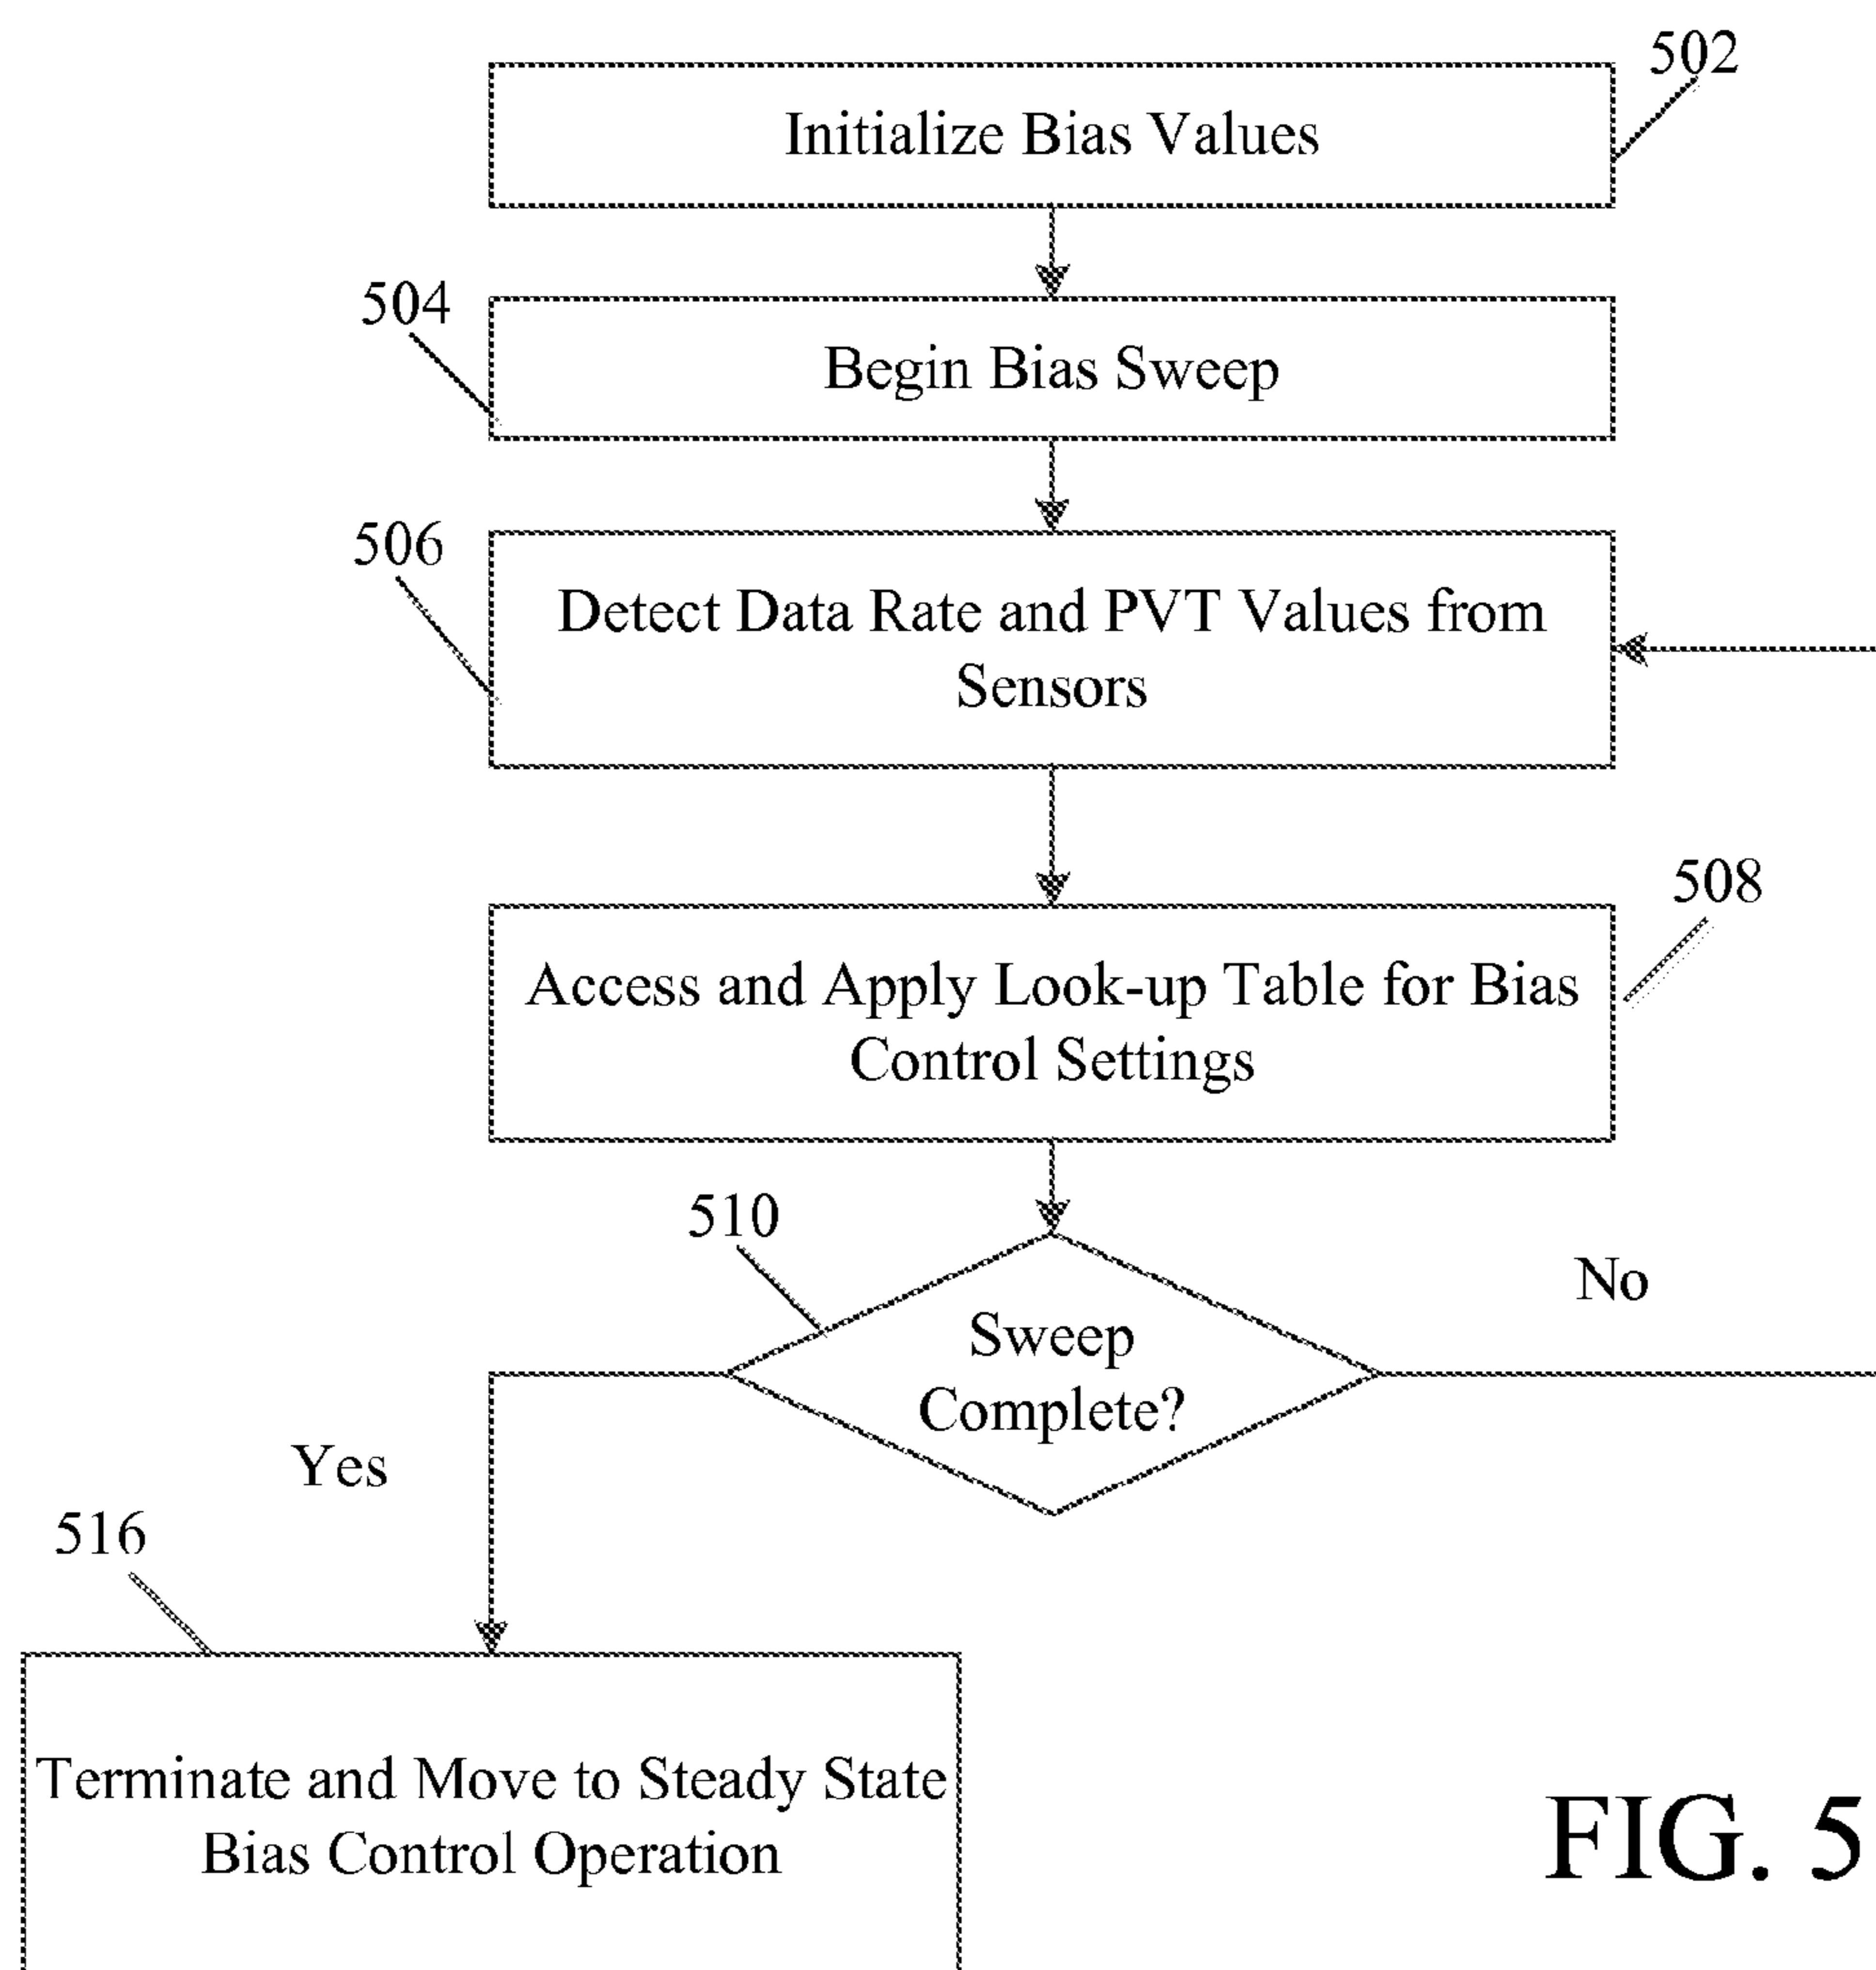 502
Initialize Bias Values
504
Begin Bias Sweep
506
Detect Data Rate and PVT Values from
Sensors
508
Access and Apply Look-up Table for Bias
Control Settings
510
Sweep
Complete?
No
Yes
516
Terminate and Move to Steady State
Bias Control Operation
FIG. 5